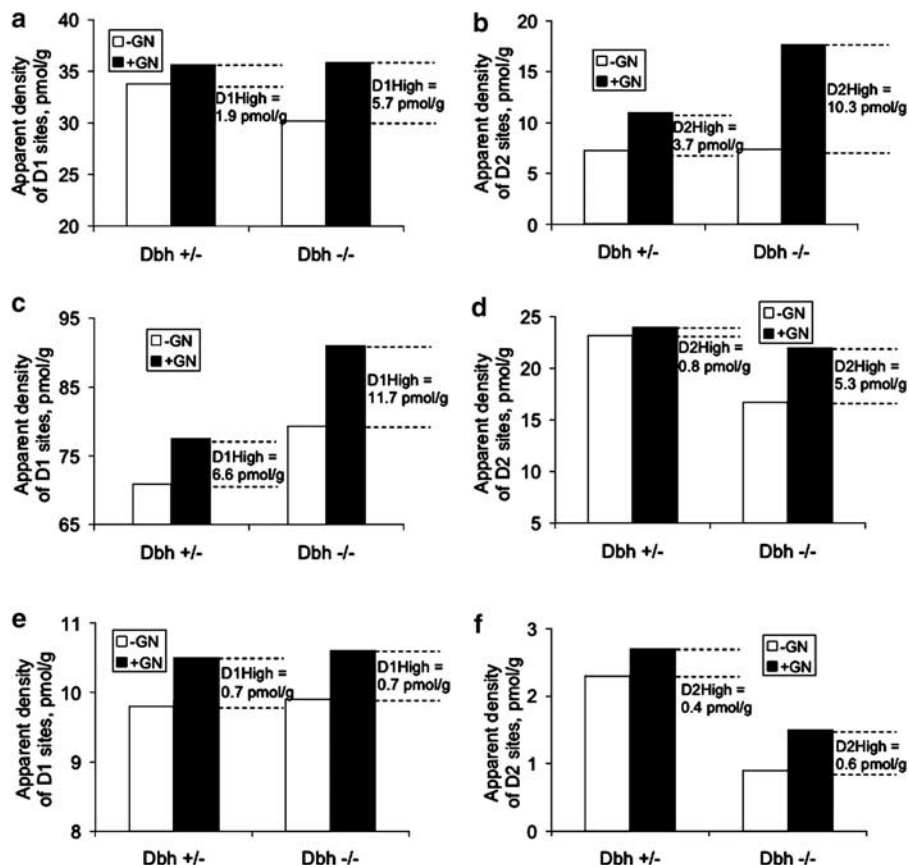 a
Apparent density
of D1 sites, pmol/g
40
35
30
25
20
-GN
+GN
D1High =
1.9 pmol/g
D1High =
5.7 pmol/g
Dbh +/-
Dbh -/-
b
Apparent density
of D2 sites, pmol/g
20
15
10
5
0
-GN
+GN
D2High =
3.7 pmol/g
D2High =
10.3 pmol/g
Dbh +/-
Dbh -/-
c
Apparent density
of D1 sites, pmol/g
95
85
75
65
-GN
+GN
D1High =
6.6 pmol/g
D1High =
11.7 pmol/g
Dbh +/-
Dbh -/-
d
Apparent density
of D2 sites, pmol/g
25
20
15
10
5
-GN
+GN
D2High =
0.8 pmol/g
D2High =
5.3 pmol/g
Dbh +/-
Dbh -/-
e
Apparent density
of D1 sites, pmol/g
11
10
9
8
-GN
+GN
D1High =
0.7 pmol/g
D1High =
0.7 pmol/g
Dbh +/-
Dbh -/-
f
Apparent density
of D2 sites, pmol/g
3
2
1
0
-GN
+GN
D2High =
0.4 pmol/g
D2High =
0.6 pmol/g
Dbh +/-
Dbh -/-